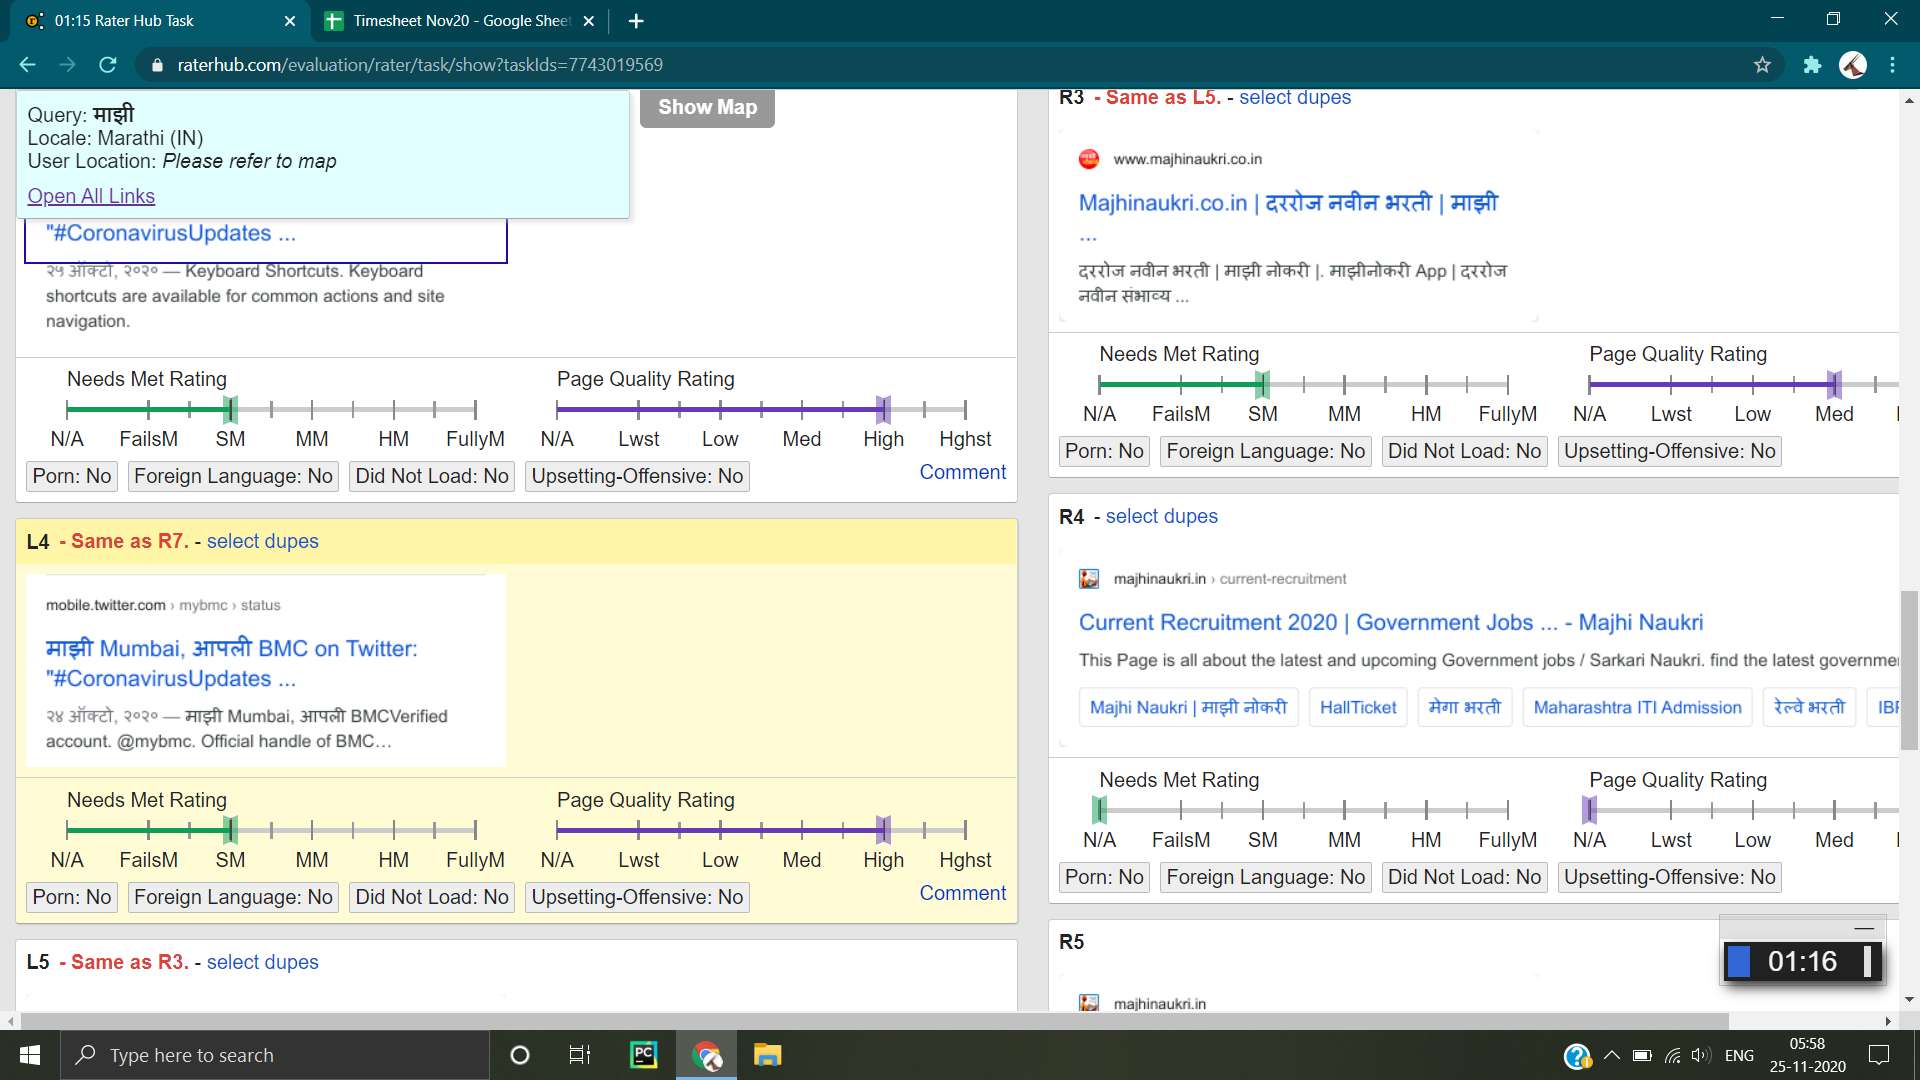 01:15 Rater Hub Task
Timesheet Nov20 - Google Sheet
raterhub.com/evaluation/rater/task/show?taskIds=7743019569
Query: माझी
Locale: Marathi (IN)
User Location: Please refer to map
Open All Links
Show Map
"#CoronavirusUpdates ...
२५ ऑक्टो, २०२० — Keyboard Shortcuts. Keyboard
shortcuts are available for common actions and site
navigation.
Needs Met Rating
Page Quality Rating
N/A FailsM SM MM HM FullyM
N/A Lwst Low Med High Hghst
Porn: No Foreign Language: No Did Not Load: No Upsetting-Offensive: No
Comment
L4 - Same as R7. - select dupes
mobile.twitter.com › mybmc › status
माझी Mumbai, आपली BMC on Twitter:
"#CoronavirusUpdates ...
२४ ऑक्टो, २०२० — माझी Mumbai, आपली BMCVerified
account. @mybmc. Official handle of BMC...
Needs Met Rating
Page Quality Rating
N/A FailsM SM MM HM FullyM
N/A Lwst Low Med High Hghst
Porn: No Foreign Language: No Did Not Load: No Upsetting-Offensive: No
Comment
L5 - Same as R3. - select dupes
R3 - Same as L5. - select dupes
www.majhinaukri.co.in
Majhinaukri.co.in | दररोज नवीन भरती | माझी
...
दररोज नवीन भरती | माझी नोकरी |. माझीनोकरी App | दररोज
नवीन संभाव्य ...
Needs Met Rating
Page Quality Rating
N/A FailsM SM MM HM FullyM
N/A Lwst Low Med
Porn: No Foreign Language: No Did Not Load: No Upsetting-Offensive: No
R4 - select dupes
majhinaukri.in › current-recruitment
Current Recruitment 2020 | Government Jobs ... - Majhi Naukri
This Page is all about the latest and upcoming Government jobs / Sarkari Naukri. find the latest governme
Majhi Naukri | माझी नोकरी HallTicket मेगा भरती Maharashtra ITI Admission रेल्वे भरती
Needs Met Rating
Page Quality Rating
N/A FailsM SM MM HM FullyM
N/A Lwst Low Med
Porn: No Foreign Language: No Did Not Load: No Upsetting-Offensive: No
R5
majhinaukri.in
01:16
Type here to search
PC
ENG
05:58
25-11-2020